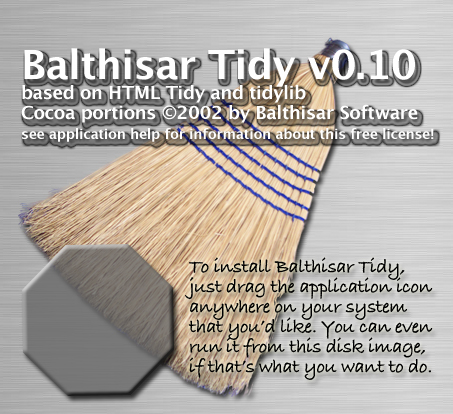 Balthisar Tidy v0.10
based on HTML Tidy and tidylib
Cocoa portions ©2002 by Balthisar Software
see application help for information about this free license!
To install Balthisar Tidy,
just drag the application icon
anywhere on your system
that you'd like. You can even
run it from this disk image,
if that's what you want to do.